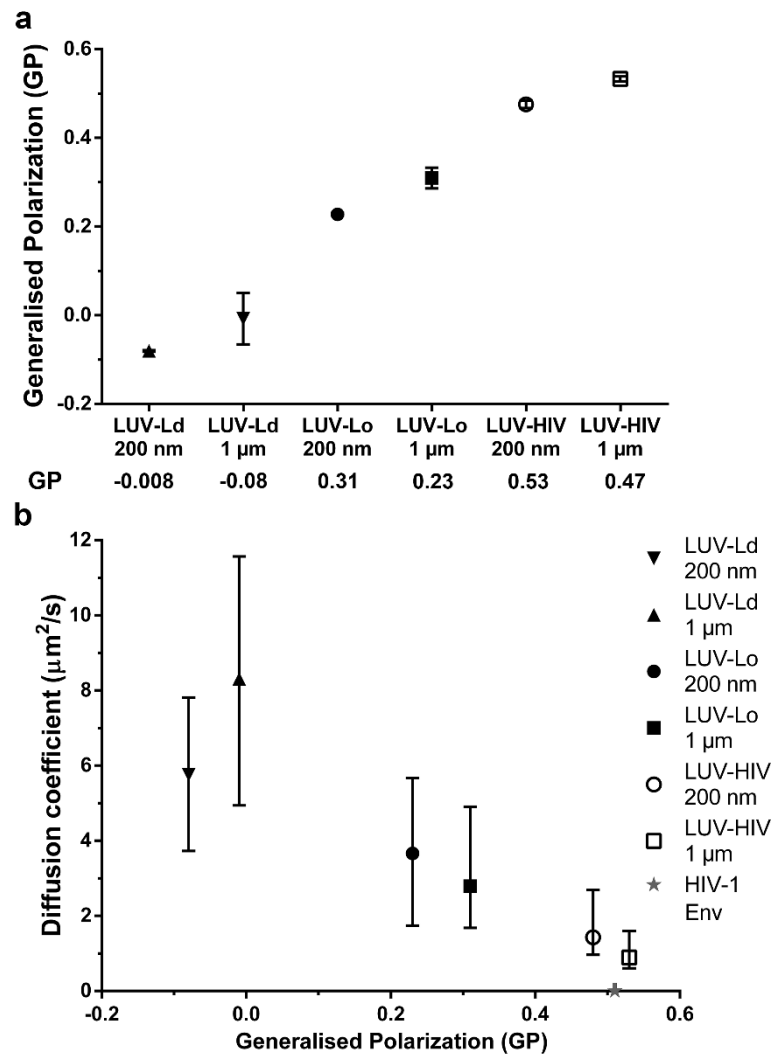 a
Generalised Polarization (GP)
0.6
0.4
0.2
0.0
-0.2
LUV-Ld LUV-Ld LUV-Lo LUV-Lo LUV-HIV LUV-HIV
200 nm 1 µm 200 nm 1 µm 200 nm 1 µm
GP -0.008 -0.08 0.31 0.23 0.53 0.47
b
Diffusion coefficient (µm²/s)
12
10
8
6
4
2
0
-0.2 0.0 0.2 0.4 0.6
Generalised Polarization (GP)
LUV-Ld
200 nm
LUV-Ld
1 µm
LUV-Lo
200 nm
LUV-Lo
1 µm
LUV-HIV
200 nm
LUV-HIV
1 µm
HIV-1
Env